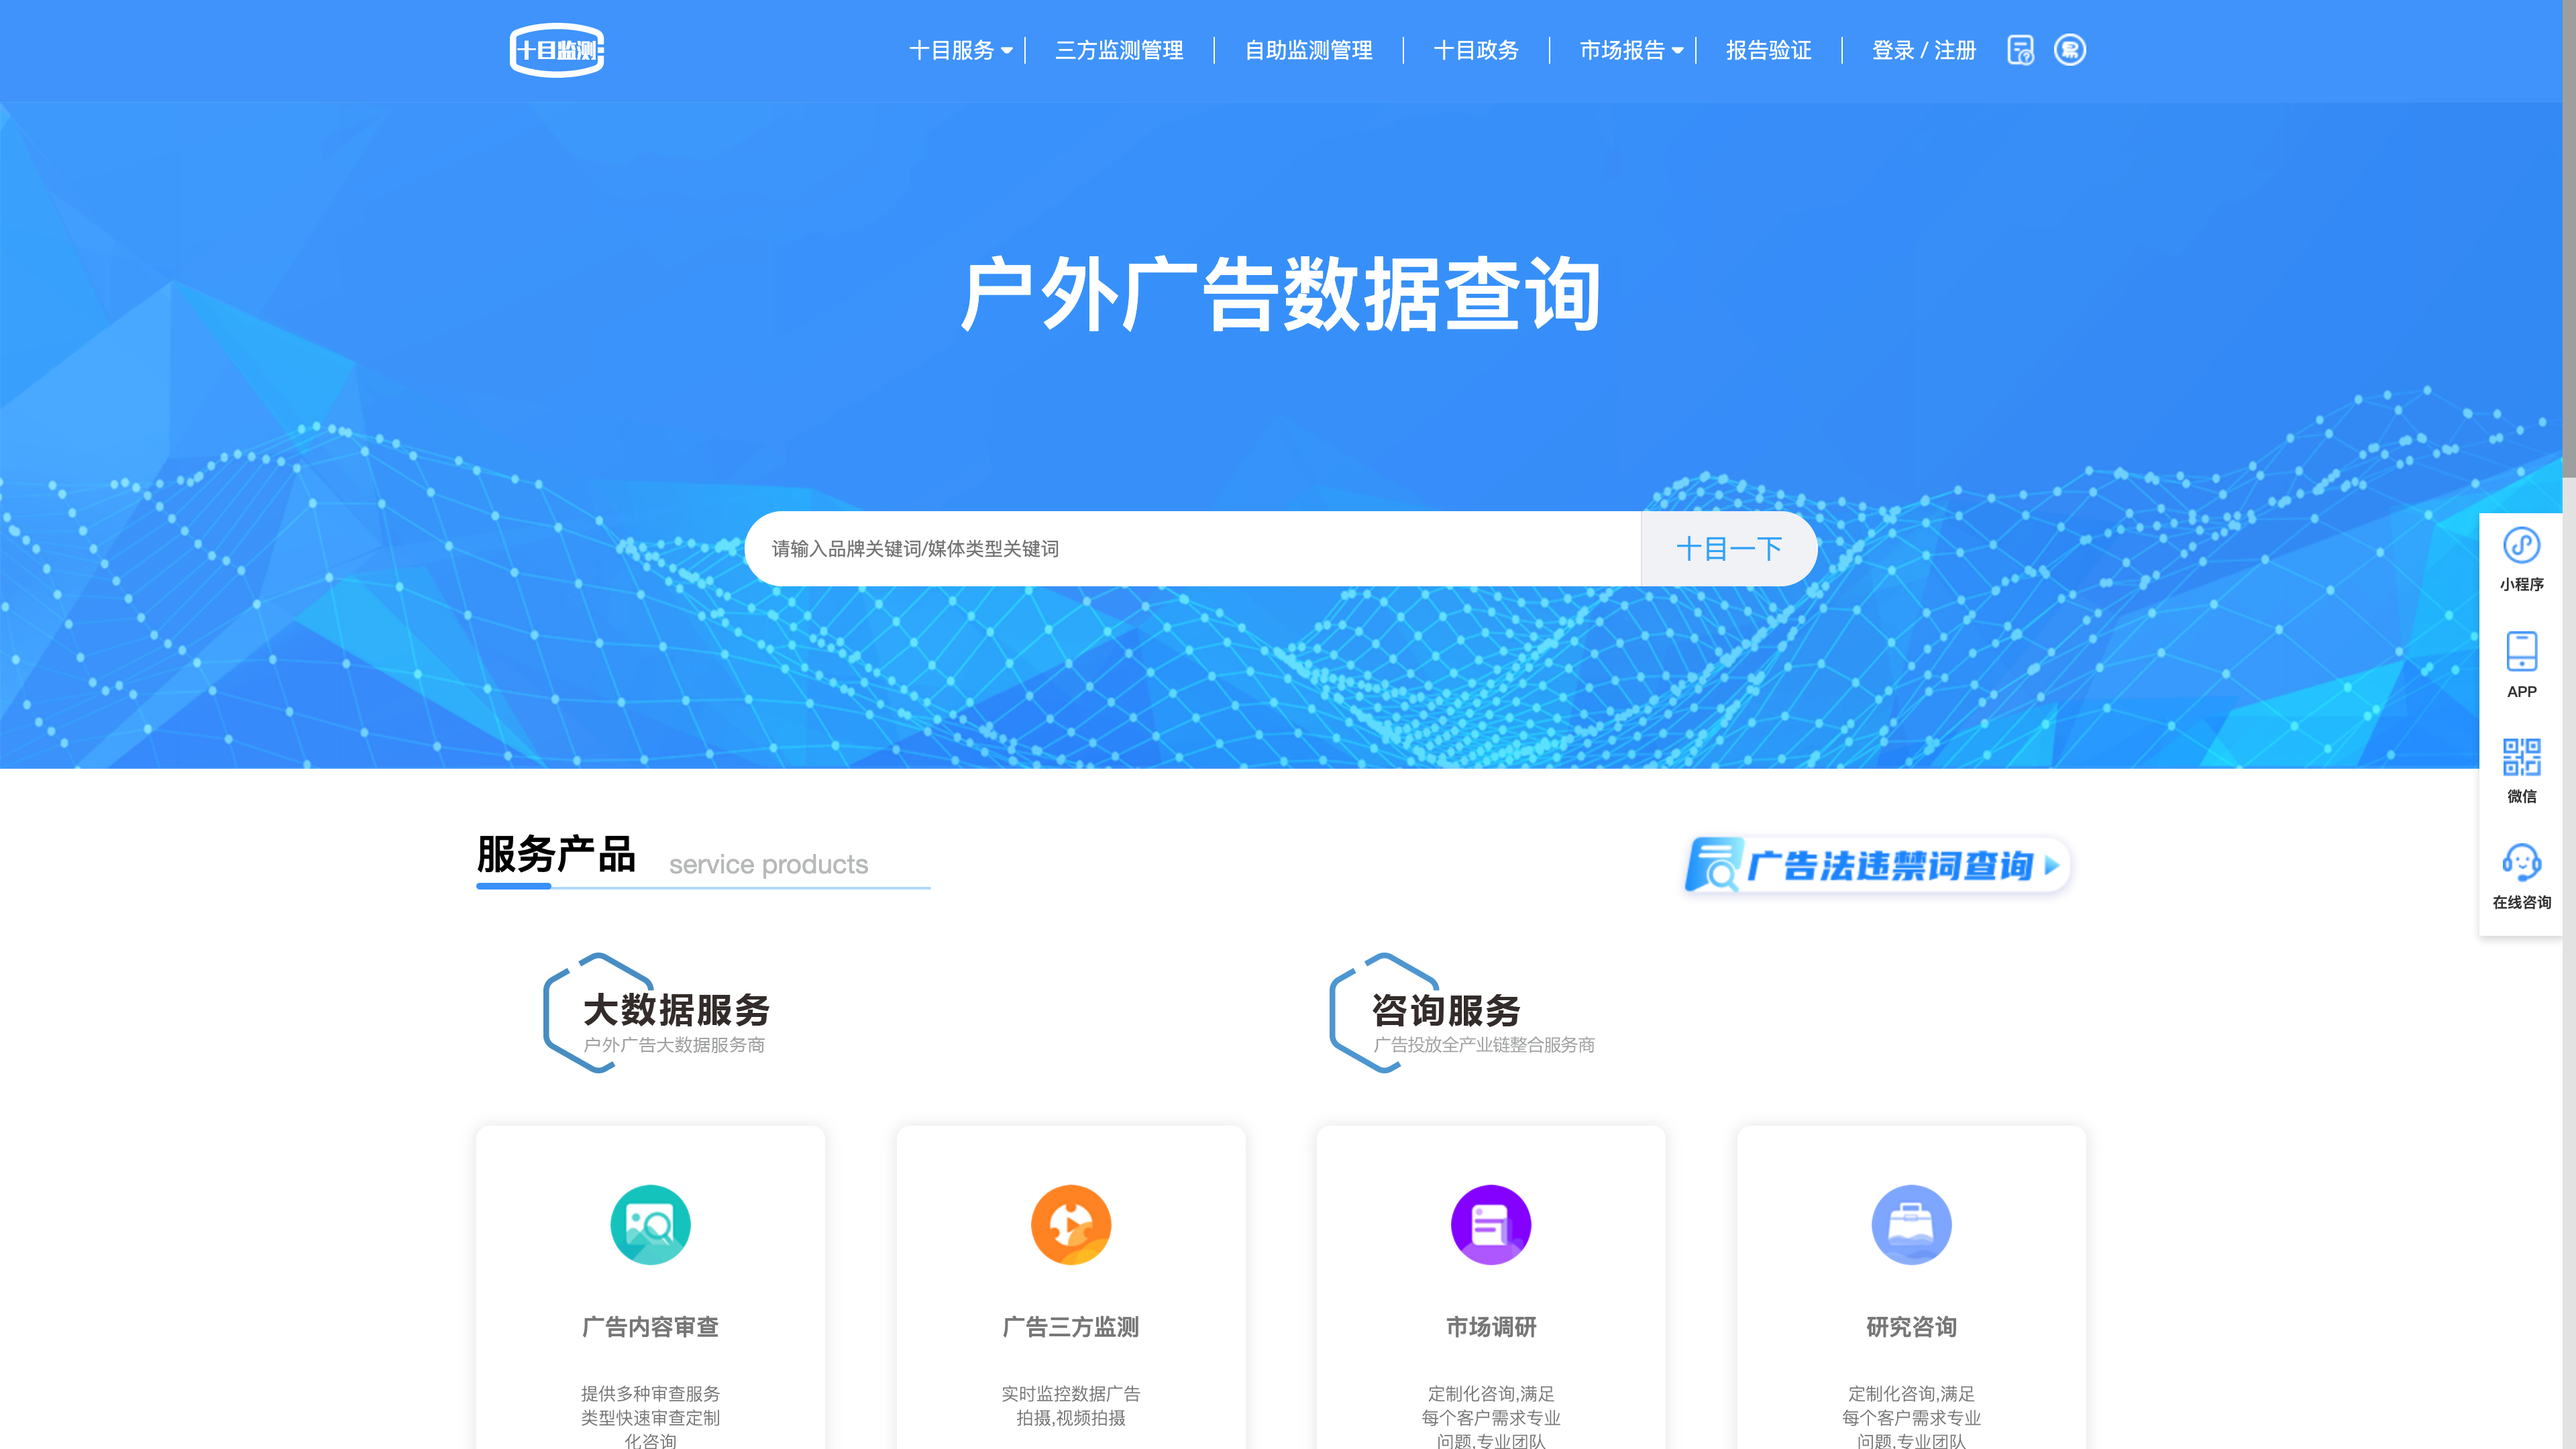 十目监测
十目服务
三方监测管理
自助监测管理
十目政务
市场报告
报告验证
登录 / 注册
户外广告数据查询
请输入品牌关键词/媒体类型关键词
十目一下
小程序
APP
微信
在线咨询
服务产品
service products
广告法违禁词查询
大数据服务
户外广告大数据服务商
咨询服务
广告投放全产业链整合服务商
广告内容审查
提供多种审查服务
类型快速审查定制
化咨询
广告三方监测
实时监控数据广告
拍摄,视频拍摄
市场调研
定制化咨询,满足
每个客户需求专业
问题,专业团队
研究咨询
定制化咨询,满足
每个客户需求专业
问题,专业团队